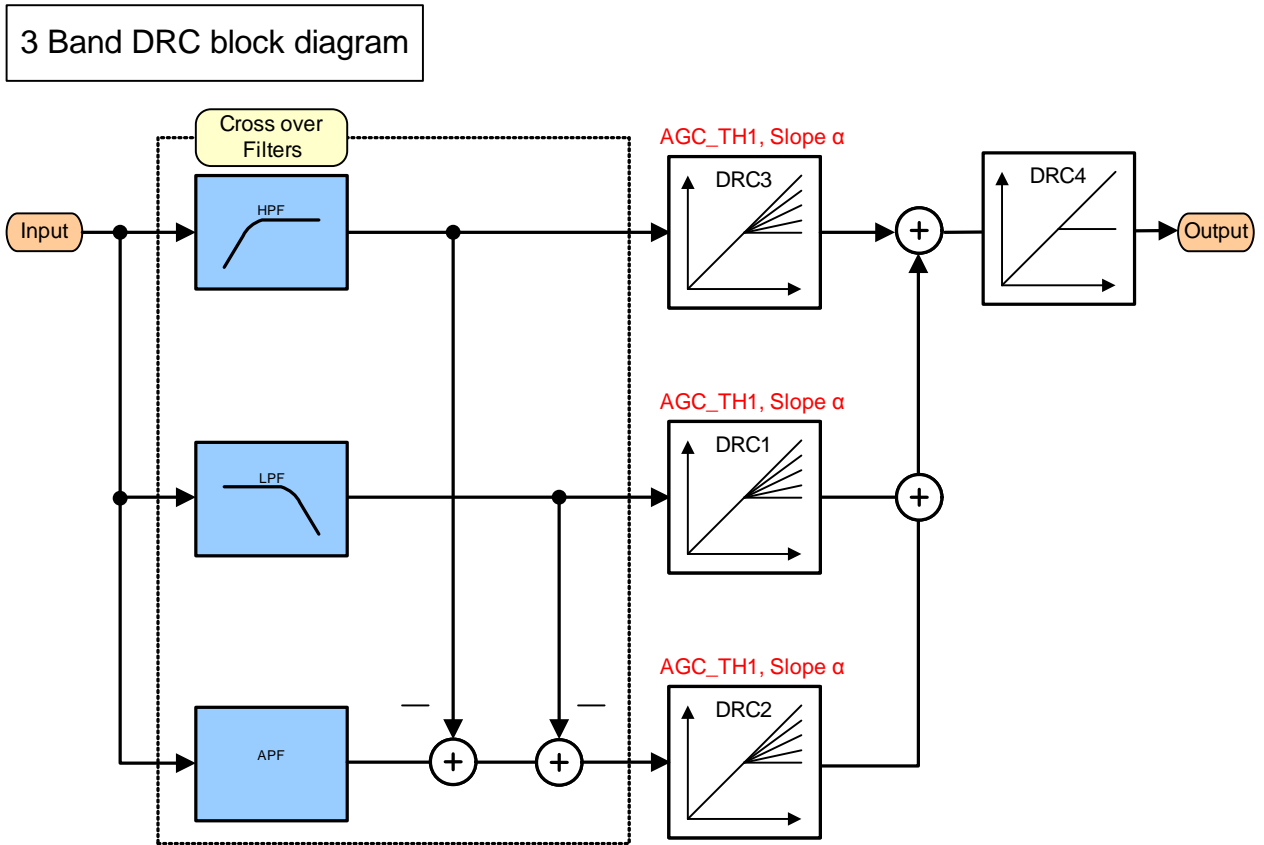 3 Band DRC block diagram
Cross over
Filters
AGC_TH1, Slope α
HPF
DRC3
DRC4
Input
+
Output
AGC_TH1, Slope α
LPF
DRC1
+
AGC_TH1, Slope α
—
—
APF
DRC2
+
+